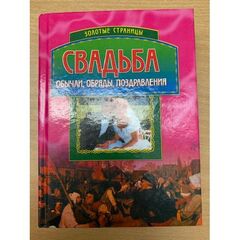 ЗОЛОТЫЕ СТРАНИЦЫ
СВАДЬБА
ОБЫЧАИ, ОБРЯДЫ, ПОЗДРАВЛЕНИЯ